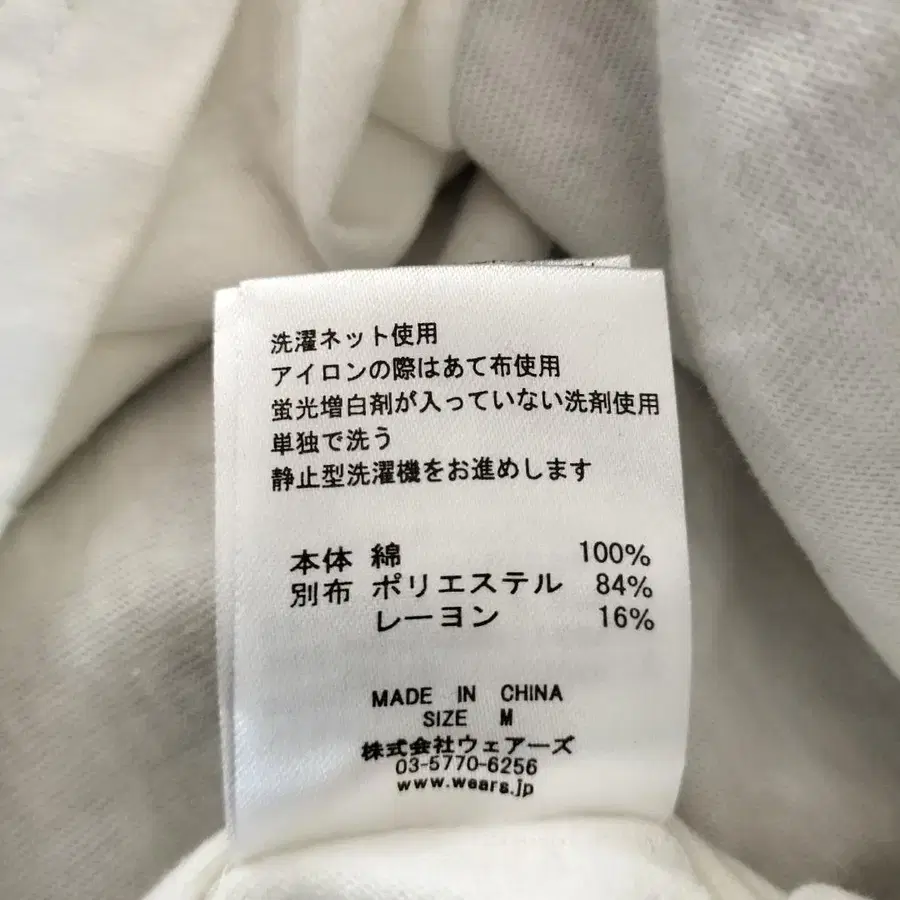 洗濯ネット使用
アイロンの際はあて布使用
蛍光増白剤が入っていない洗剤使用
単独で洗う
静止型洗濯機をお進めします
本体 綿 100%
別布 ポリエステル 84%
レーヨン 16%
MADE IN CHINA
SIZE M
株式会社ウェアーズ
03-5770-6256
www.wears.jp